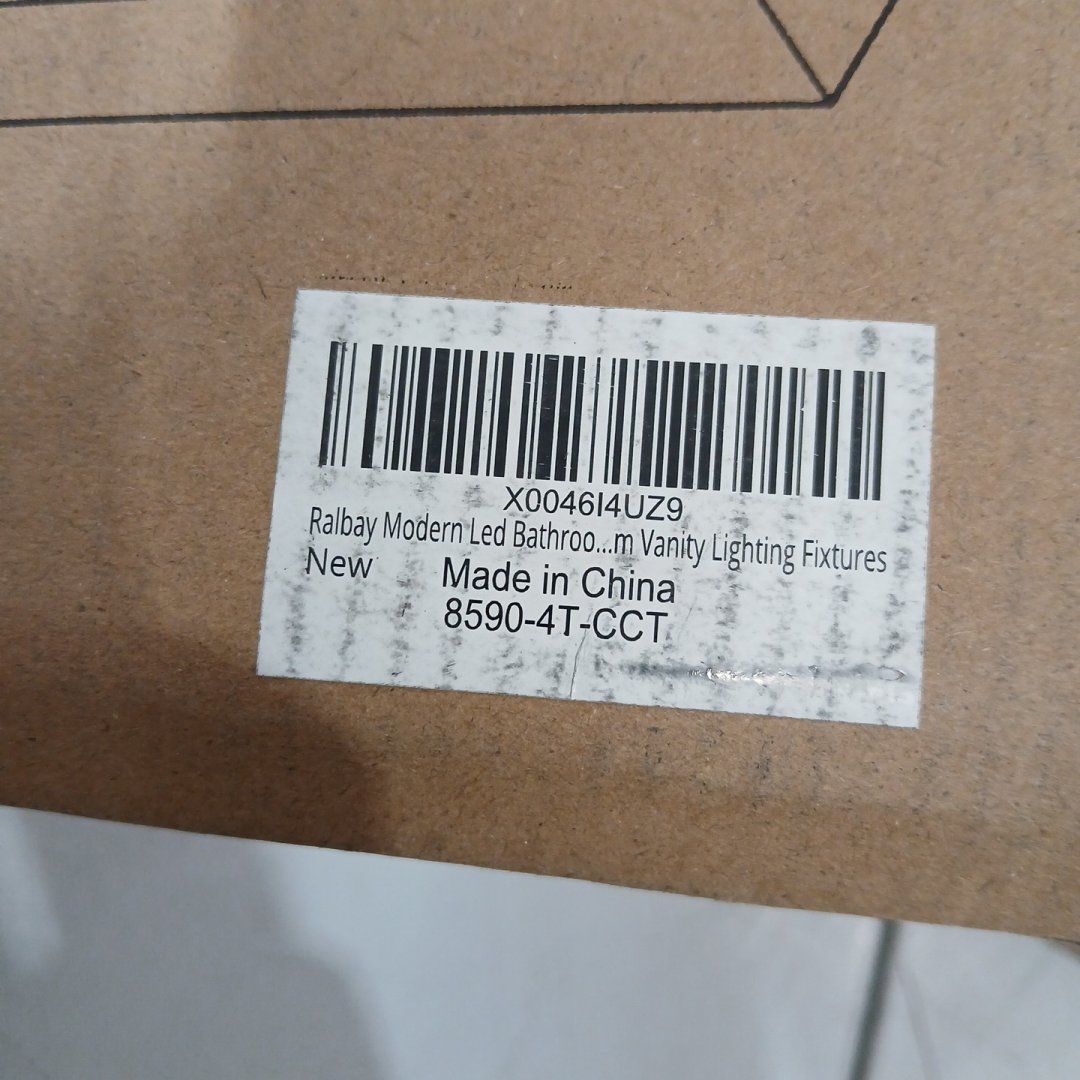 X0046I4UZ9
Ralbay Modern Led Bathroo...m Vanity Lighting Fixtures
New
Made in China
8590-4T-CCT